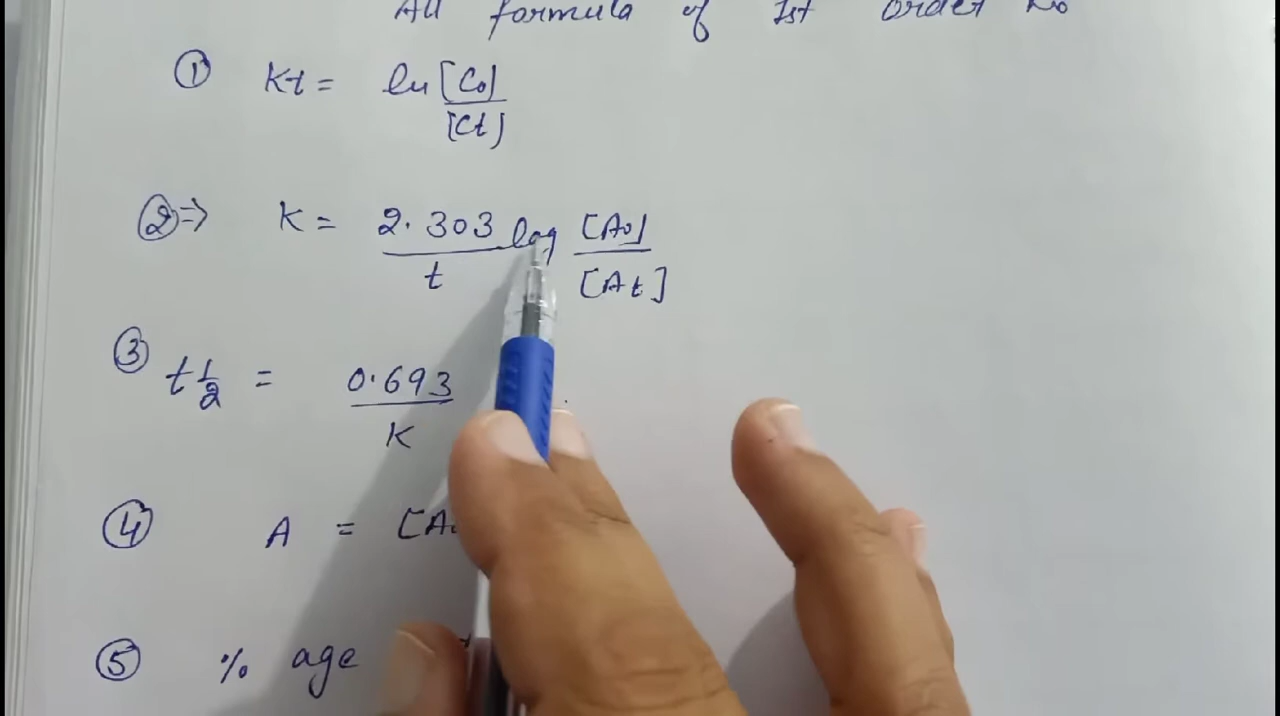 All formula of 1st order
① Kt = ln [C₀]/[Ct]
②⇒ K = 2.303/t log [A₀]/[At]
③ t½ = 0.693/K
④ A = [A₀
⑤ % age